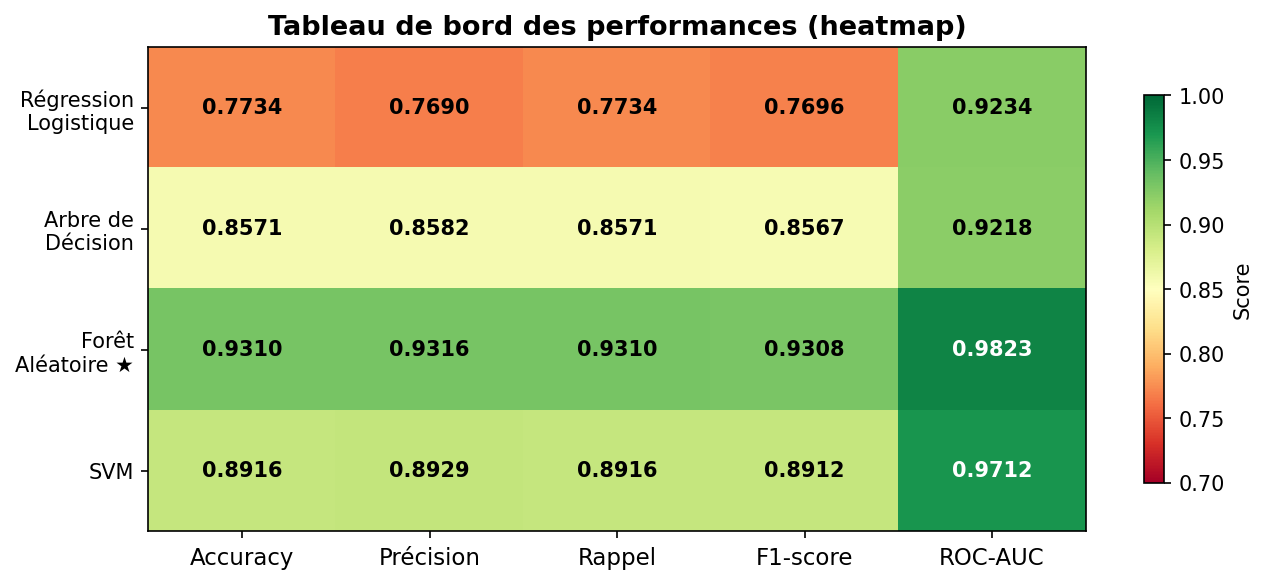 Tableau de bord des performances (heatmap)
Régression
Logistique
0.7734 0.7690 0.7734 0.7696 0.9234
Arbre de
Décision
0.8571 0.8582 0.8571 0.8567 0.9218
Forêt
Aléatoire ★
0.9310 0.9316 0.9310 0.9308 0.9823
SVM
0.8916 0.8929 0.8916 0.8912 0.9712
Accuracy Précision Rappel F1-score ROC-AUC
1.00
0.95
0.90
0.85
0.80
0.75
0.70
Score